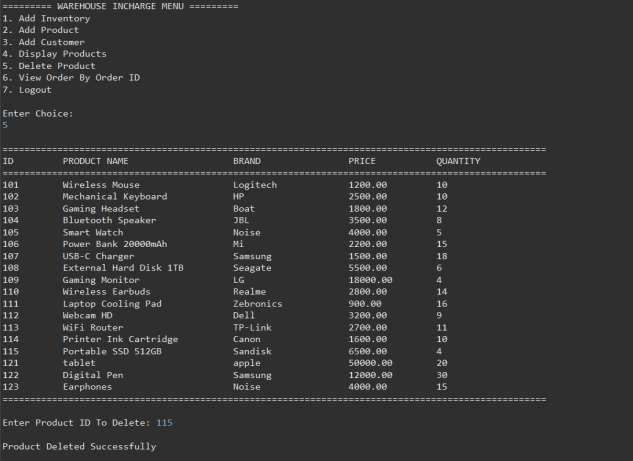 ========= WAREHOUSE INCHARGE MENU =========
1. Add Inventory
2. Add Product
3. Add Customer
4. Display Products
5. Delete Product
6. View Order By Order ID
7. Logout

Enter Choice:
5

===================================================================================================
ID         PRODUCT NAME                   BRAND                PRICE           QUANTITY
===================================================================================================
101        Wireless Mouse                 Logitech             1200.00         10
102        Mechanical Keyboard            HP                   2500.00         10
103        Gaming Headset                 Boat                 1800.00         12
104        Bluetooth Speaker              JBL                  3500.00         8
105        Smart Watch                    Noise                4000.00         5
106        Power Bank 20000mAh            Mi                   2200.00         15
107        USB-C Charger                  Samsung              1500.00         18
108        External Hard Disk 1TB         Seagate              5500.00         6
109        Gaming Monitor                 LG                   18000.00        4
110        Wireless Earbuds               Realme               2800.00         14
111        Laptop Cooling Pad             Zebronics            900.00          16
112        Webcam HD                      Dell                 3200.00         9
113        WiFi Router                    TP-Link              2700.00         11
114        Printer Ink Cartridge          Canon                1600.00         10
115        Portable SSD 512GB             Sandisk              6500.00         4
121        tablet                         apple                50000.00        20
122        Digital Pen                    Samsung              12000.00        30
123        Earphones                      Noise                4000.00         15
===================================================================================================

Enter Product ID To Delete: 115

Product Deleted Successfully